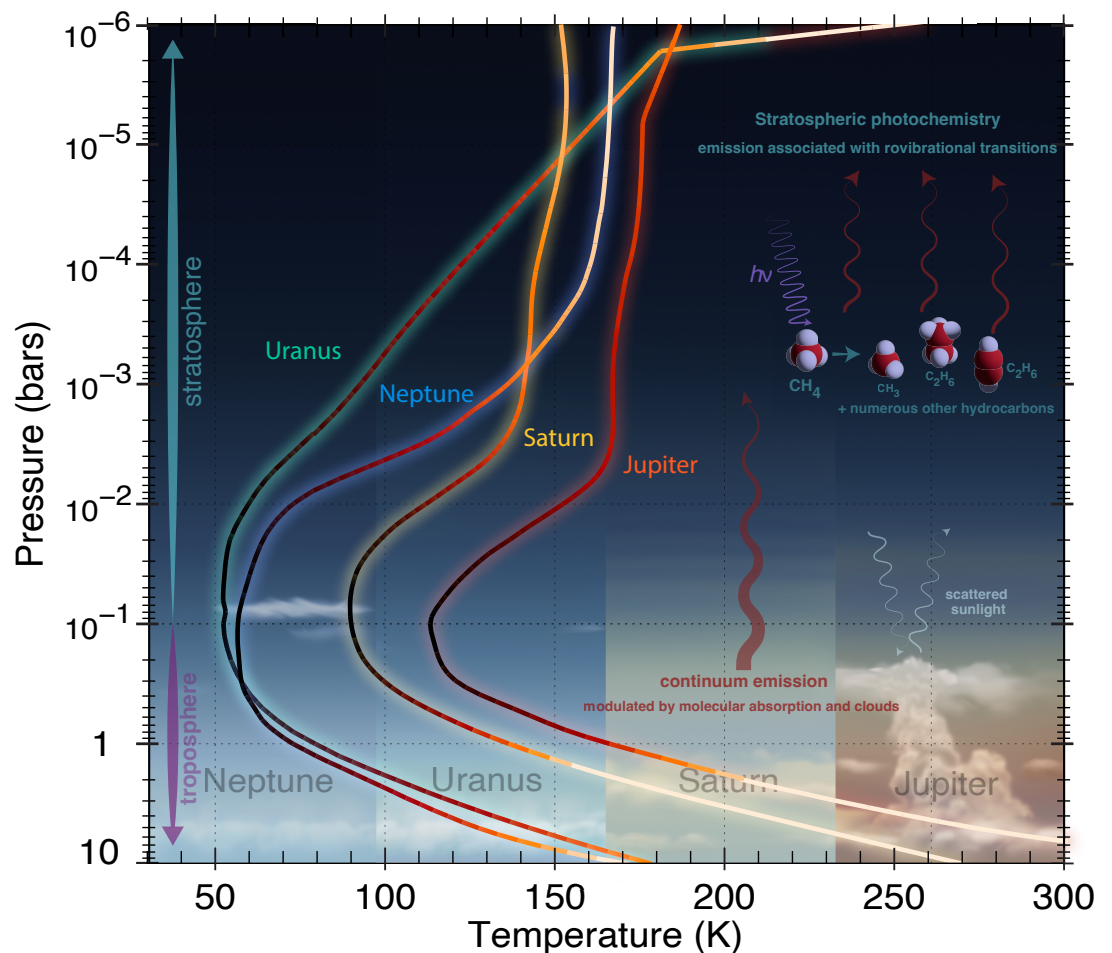 10⁻⁶
10⁻⁵
10⁻⁴
10⁻³
10⁻²
10⁻¹
1
10
Pressure (bars)
stratosphere
troposphere
Stratospheric photochemistry
emission associated with rovibrational transitions
hν
CH₄
CH₃
C₂H₆
C₂H₆
+ numerous other hydrocarbons
Uranus
Neptune
Saturn
Jupiter
scattered
sunlight
continuum emission
modulated by molecular absorption and clouds
Neptune
Uranus
Saturn
Jupiter
50
100
150
200
250
300
Temperature (K)